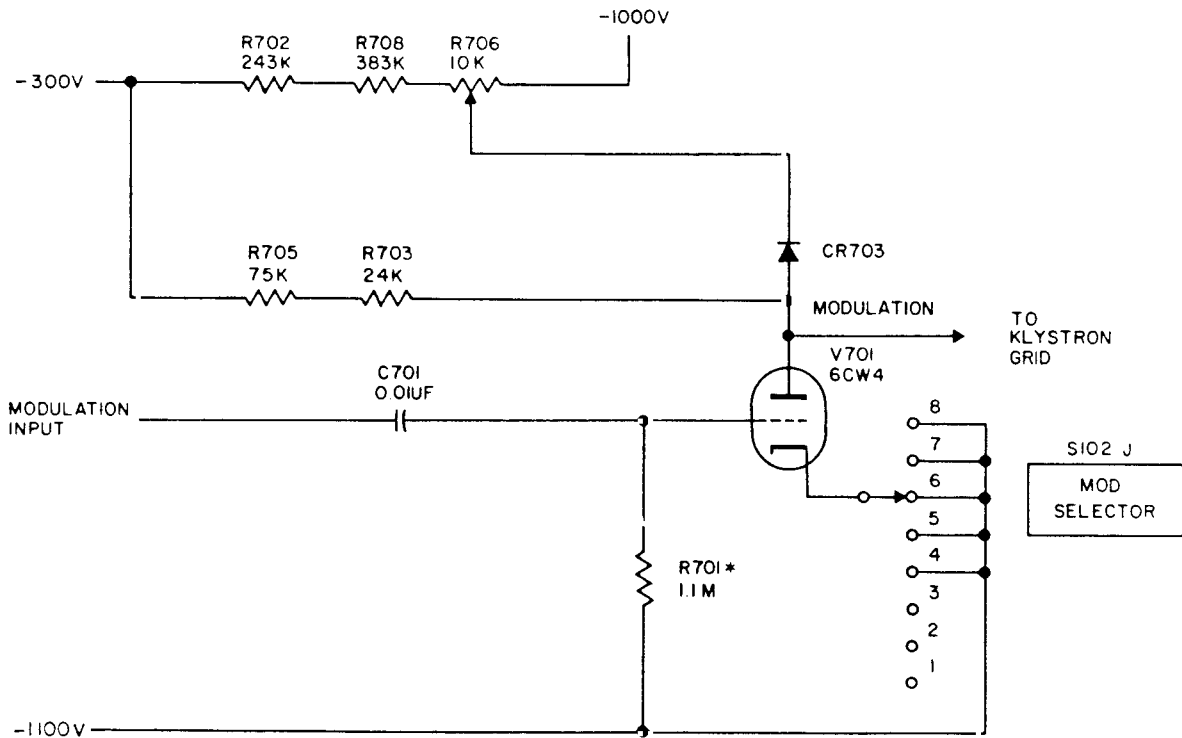 -1000V
R702
243K
R708
383K
R706
10K
-300V
R705
75K
R703
24K
CR703
MODULATION
TO
KLYSTRON
GRID
V701
6CW4
C701
0.01UF
MODULATION
INPUT
8
7
6
5
4
3
2
1
S102 J
MOD
SELECTOR
R701*
1.1M
-1100V